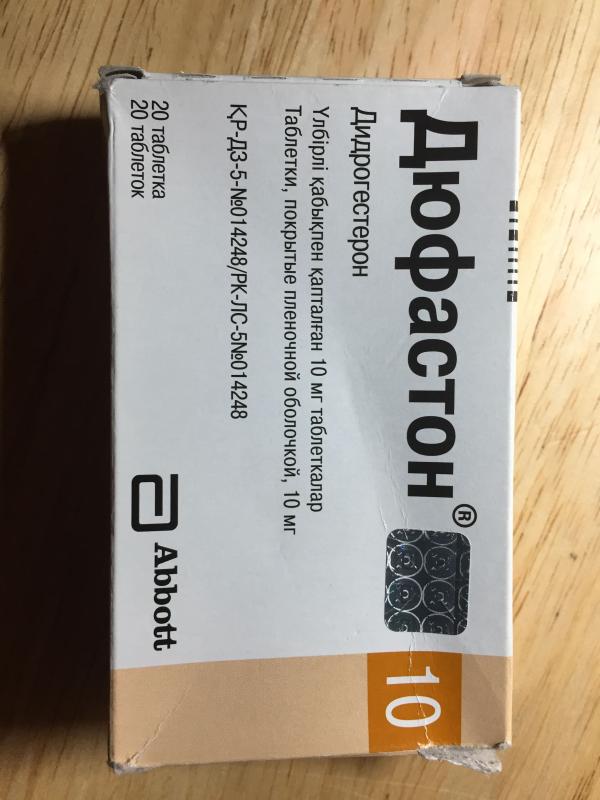 Дюфастон®
Дидрогестерон
Үлбірлі қабықпен қапталған 10 мг таблеткалар
Таблетки, покрытые пленочной оболочкой, 10 мг
ҚР-ДЗ-5-№014248/РК-ЛС-5№014248
20 таблетка
20 таблеток
Abbott
10